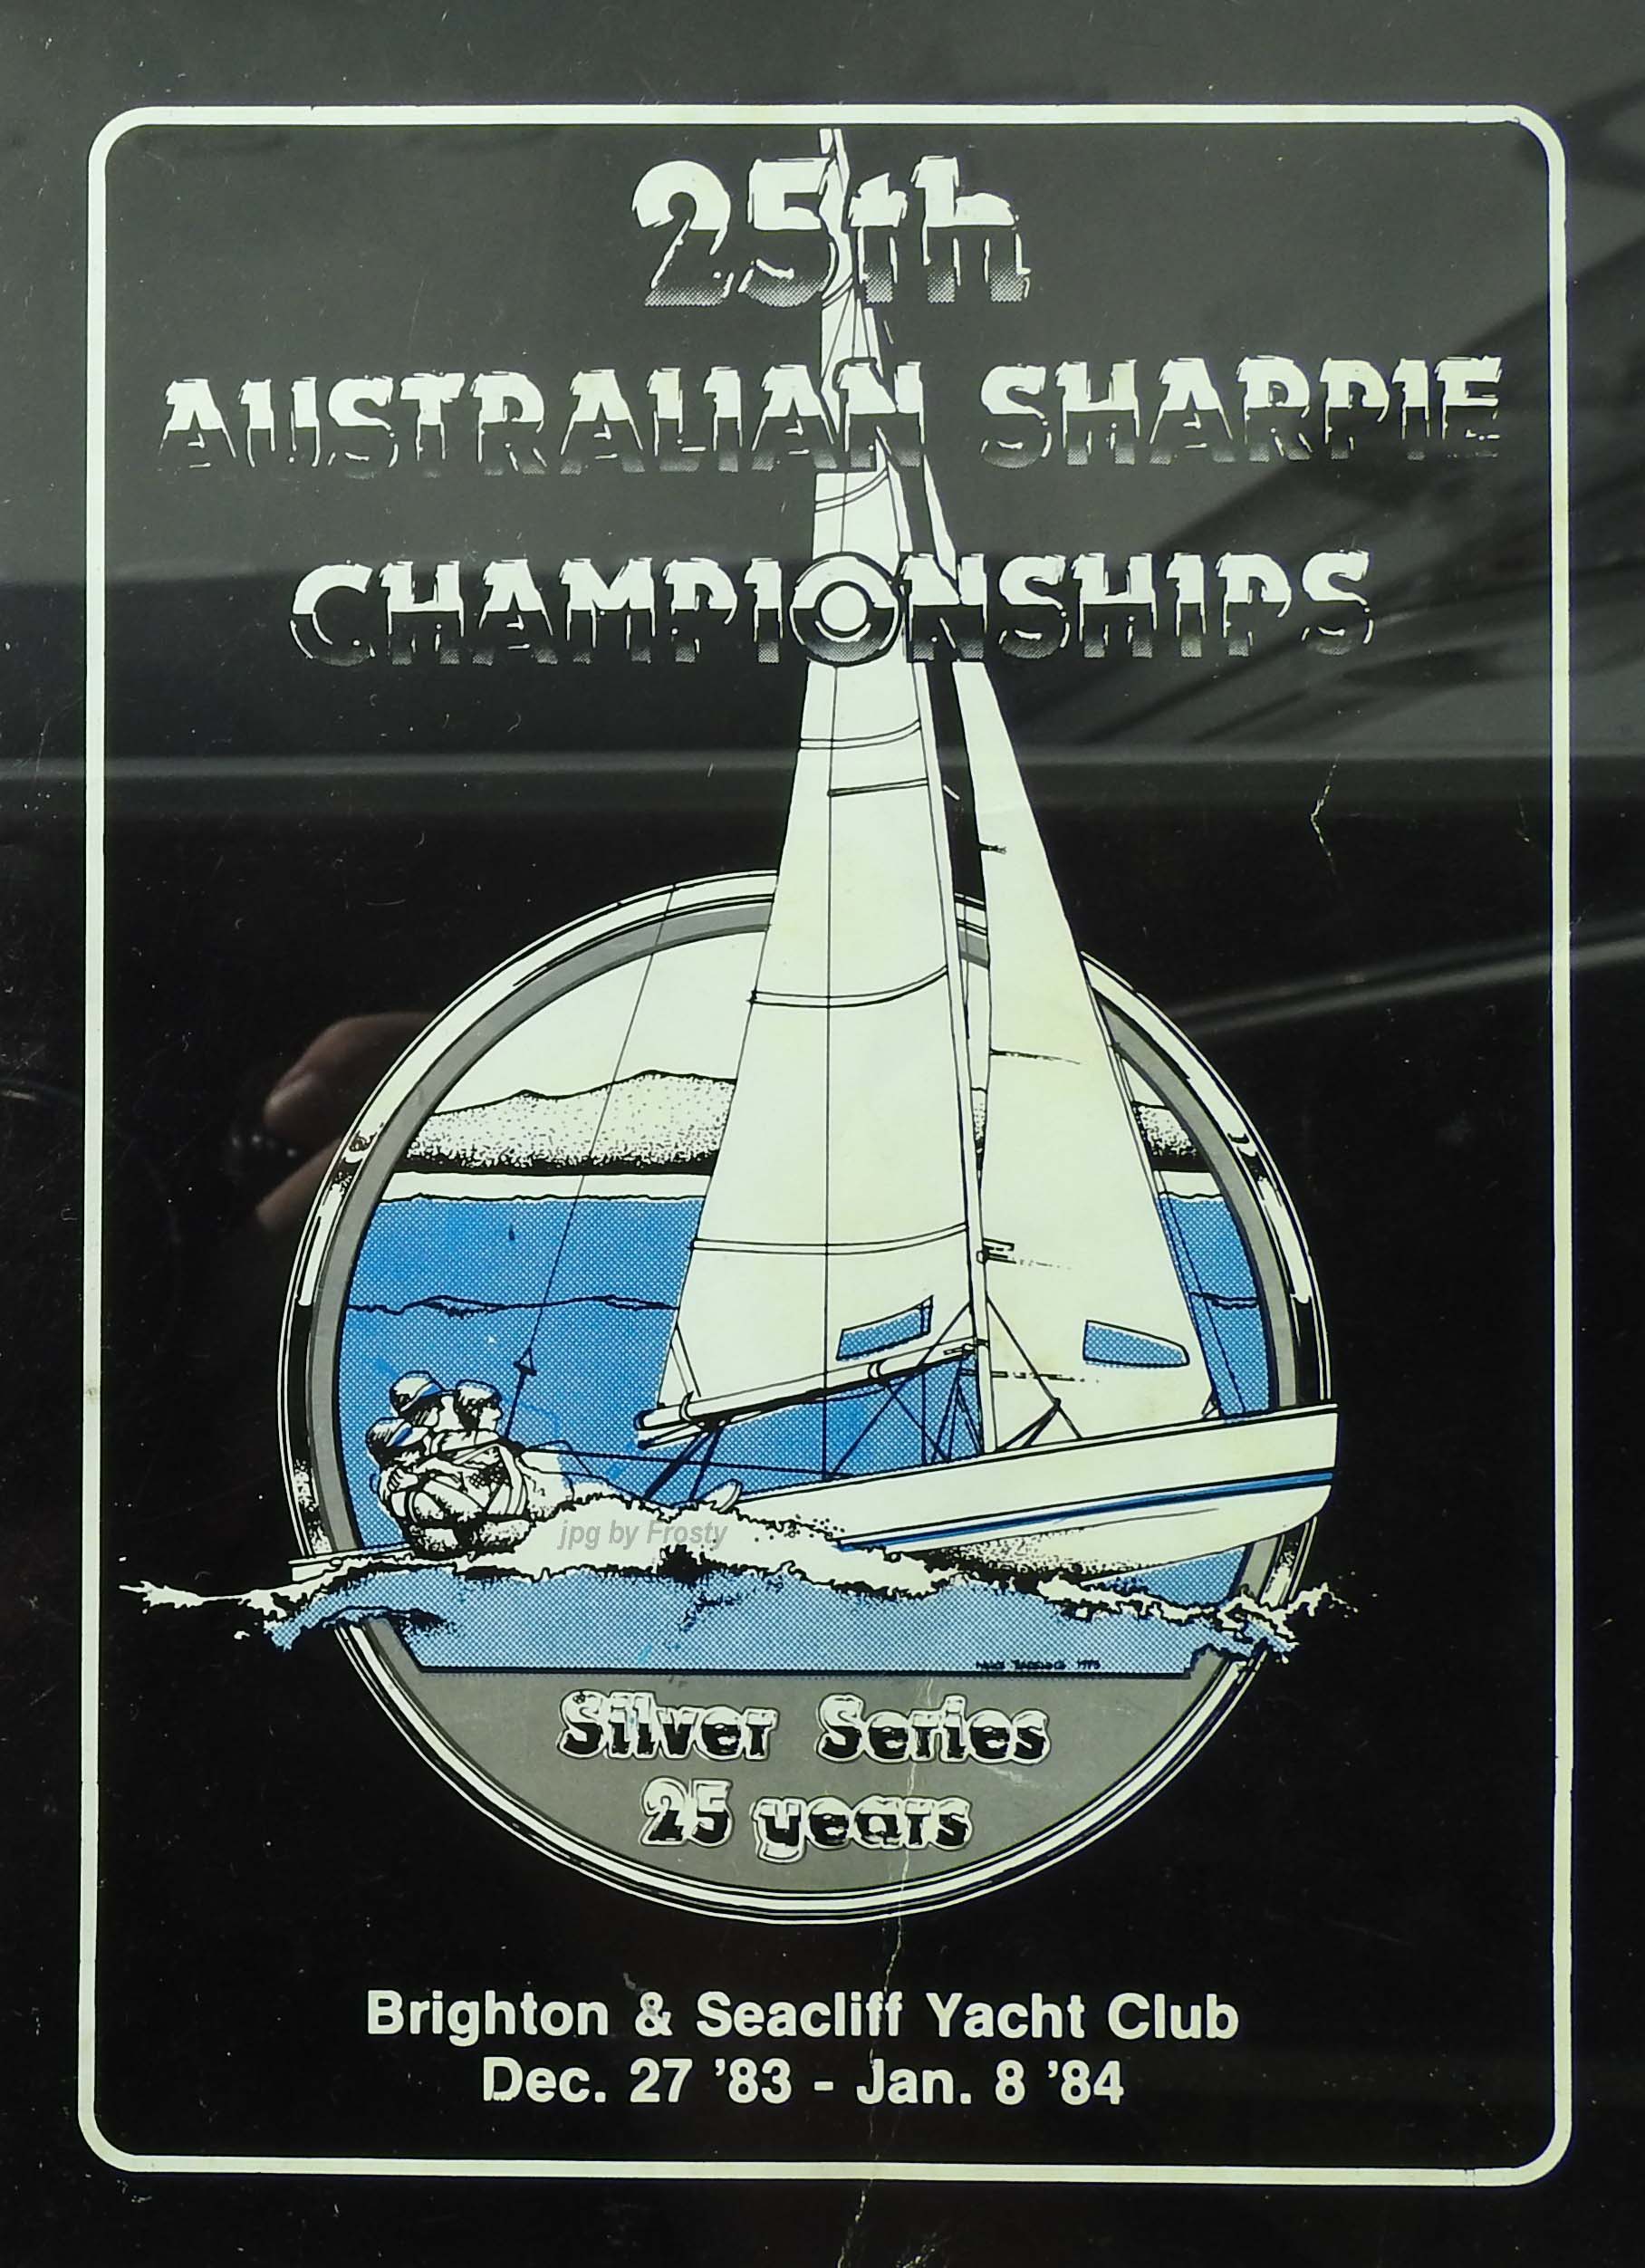 25th
AUSTRALIAN SHARPIE
CHAMPIONSHIPS
jpg by Frosty
Silver Series
25 years
Brighton & Seacliff Yacht Club
Dec. 27 '83 - Jan. 8 '84